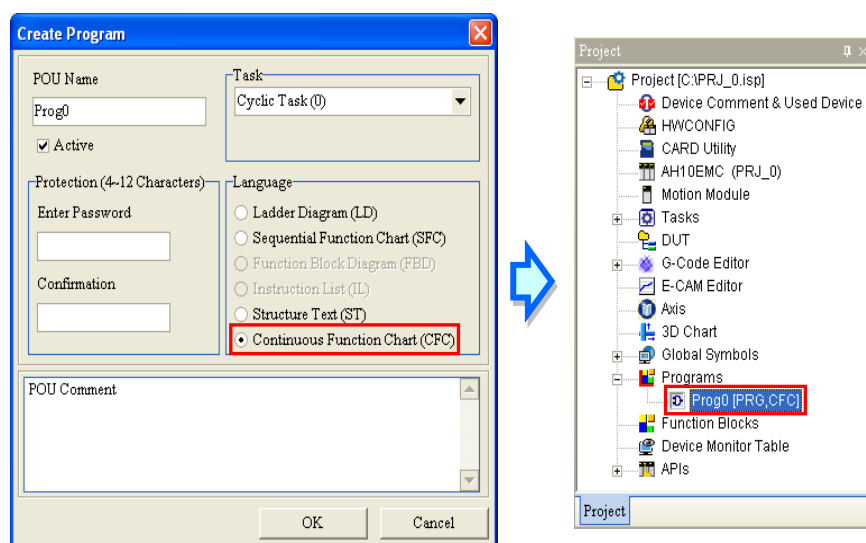 Create Program
POU Name
Prog0
Active
Task
Cyclic Task (0)
Protection (4~12 Characters)
Enter Password
Confirmation
Language
Ladder Diagram (LD)
Sequential Function Chart (SFC)
Function Block Diagram (FBD)
Instruction List (IL)
Structure Text (ST)
Continuous Function Chart (CFC)
POU Comment
OK
Cancel
Project
Project [C:\PRJ_0.isp]
Device Comment & Used Device
HWCONFIG
CARD Utility
AH10EMC (PRJ_0)
Motion Module
Tasks
DUT
G-Code Editor
E-CAM Editor
Axis
3D Chart
Global Symbols
Programs
Prog0 [PRG,CFC]
Function Blocks
Device Monitor Table
APIs
Project